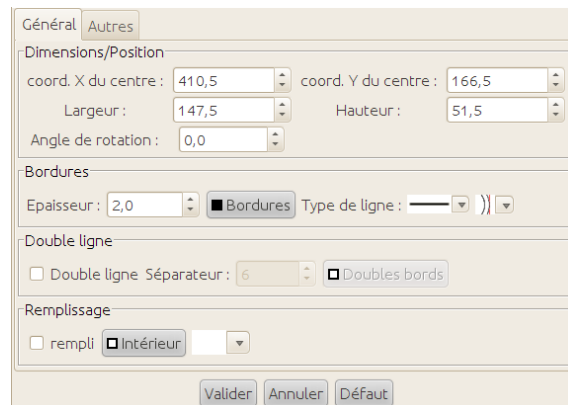 Général Autres
Dimensions/Position
coord. X du centre : 410,5 coord. Y du centre : 166,5
Largeur : 147,5 Hauteur : 51,5
Angle de rotation : 0,0
Bordures
Epaisseur : 2,0 Bordures Type de ligne :
Double ligne
Double ligne Séparateur : 6 Doubles bords
Remplissage
rempli Intérieur
Valider Annuler Défaut